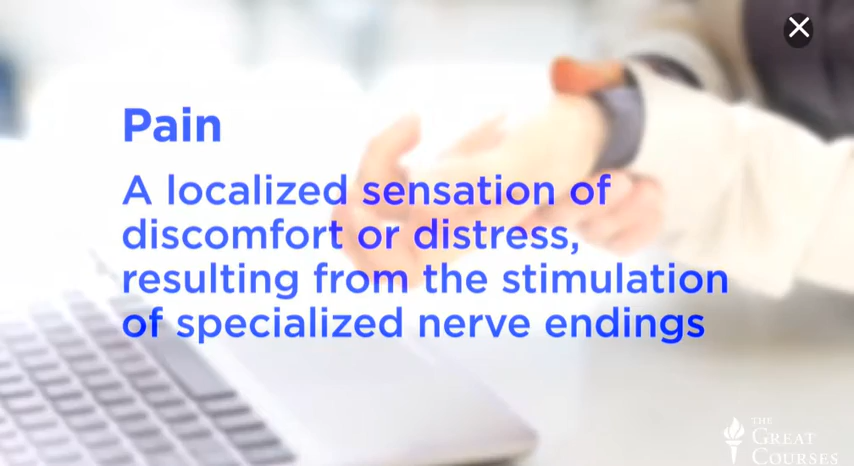 Pain
A localized sensation of
discomfort or distress,
resulting from the stimulation
of specialized nerve endings
THE
GREAT
COURSES